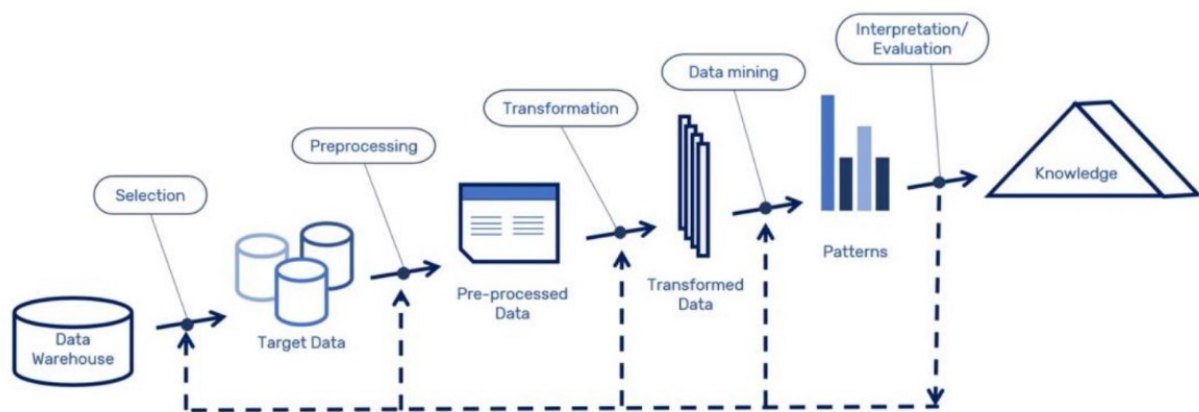 Interpretation/
Evaluation
Data mining
Transformation
Preprocessing
Selection
Knowledge
Patterns
Transformed
Data
Pre-processed
Data
Target Data
Data
Warehouse